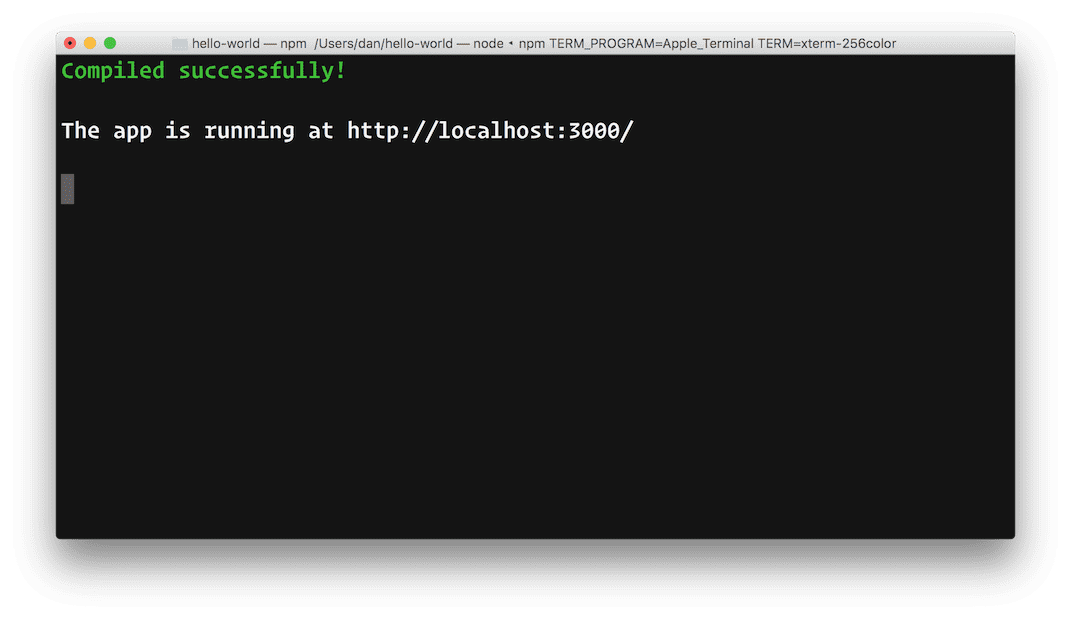 hello-world — npm  /Users/dan/hello-world — node ◂ npm TERM_PROGRAM=Apple_Terminal TERM=xterm-256color
Compiled successfully!
The app is running at http://localhost:3000/